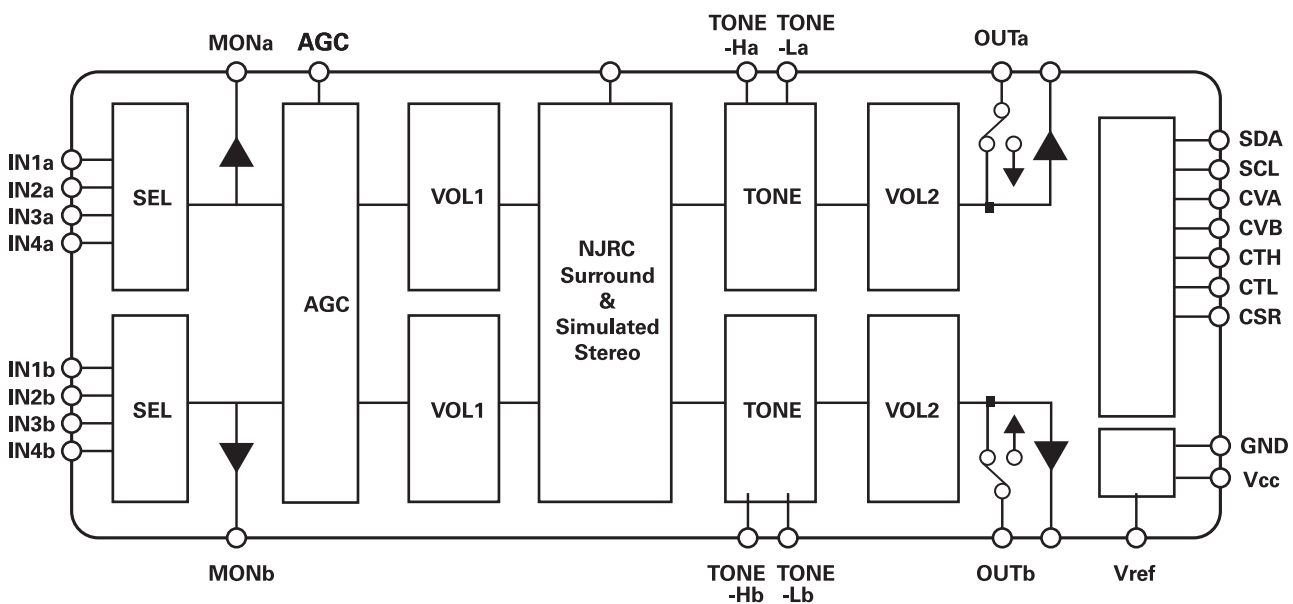 MONa
AGC
TONE
-Ha
TONE
-La
OUTa
IN1a
IN2a
IN3a
IN4a
SEL
VOL1
TONE
VOL2
SDA
SCL
CVA
CVB
CTH
CTL
CSR
AGC
NJRC
Surround
&
Simulated
Stereo
IN1b
IN2b
IN3b
IN4b
SEL
VOL1
TONE
VOL2
GND
Vcc
MONb
TONE
-Hb
TONE
-Lb
OUTb
Vref